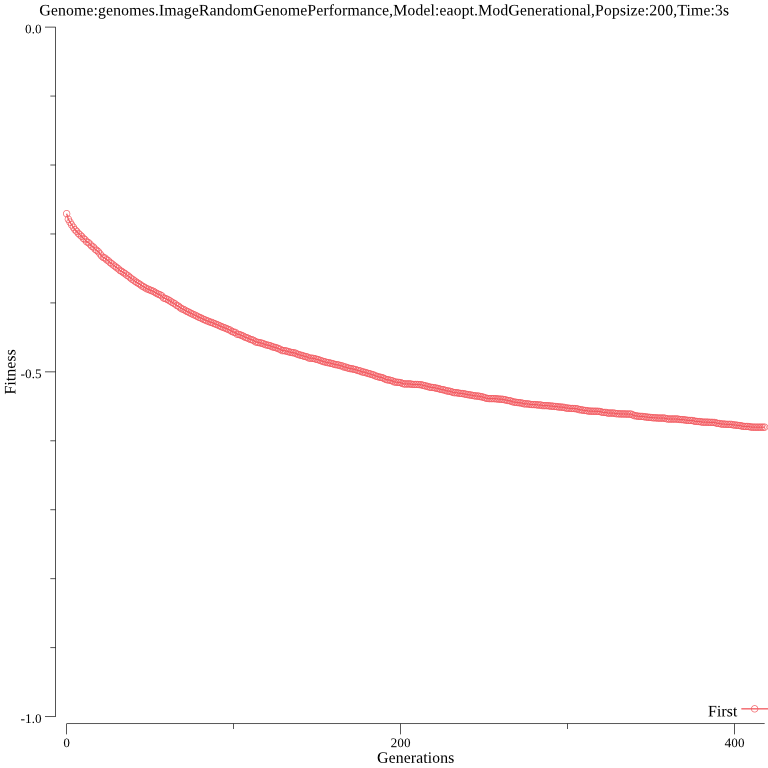 Genome:genomes.ImageRandomGenomePerformance,Model:eaopt.ModGenerational,Popsize:200,Time:3s
0.0
Fitness
-0.5
-1.0
First
0
200
400
Generations